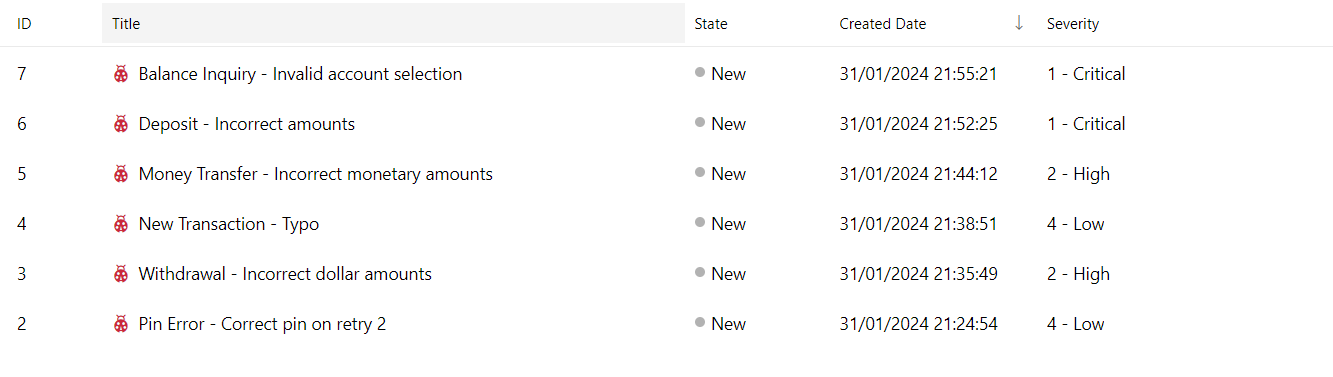 ID Title State Created Date ↓ Severity
7 Balance Inquiry - Invalid account selection New 31/01/2024 21:55:21 1 - Critical
6 Deposit - Incorrect amounts New 31/01/2024 21:52:25 1 - Critical
5 Money Transfer - Incorrect monetary amounts New 31/01/2024 21:44:12 2 - High
4 New Transaction - Typo New 31/01/2024 21:38:51 4 - Low
3 Withdrawal - Incorrect dollar amounts New 31/01/2024 21:35:49 2 - High
2 Pin Error - Correct pin on retry 2 New 31/01/2024 21:24:54 4 - Low